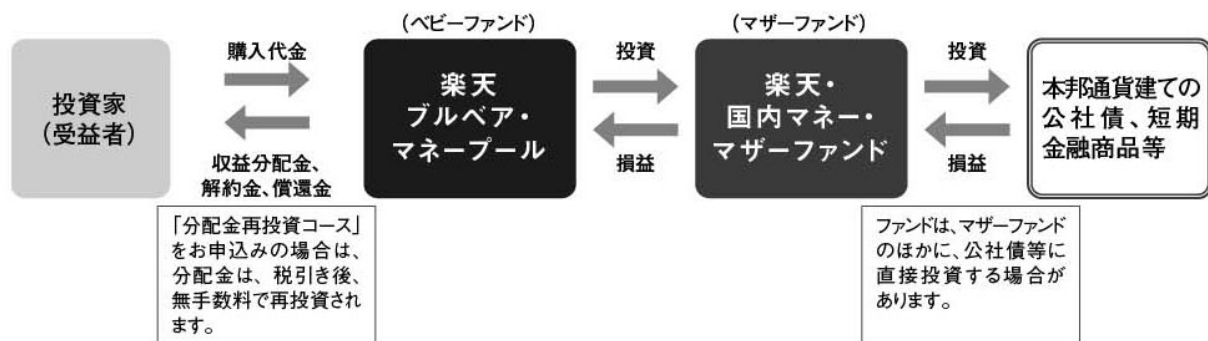 (ベビーファンド)
(マザーファンド)
購入代金
投資
投資
投資家
(受益者)
楽天
ブルベア・
マネープール
楽天・
国内マネー・
マザーファンド
本邦通貨建ての
公社債、短期
金融商品等
収益分配金、
解約金、償還金
損益
損益
「分配金再投資コース」
をお申込みの場合は、
分配金は、税引き後、
無手数料で再投資され
ます。
ファンドは、マザーファンド
のほかに、公社債等に
直接投資する場合が
あります。